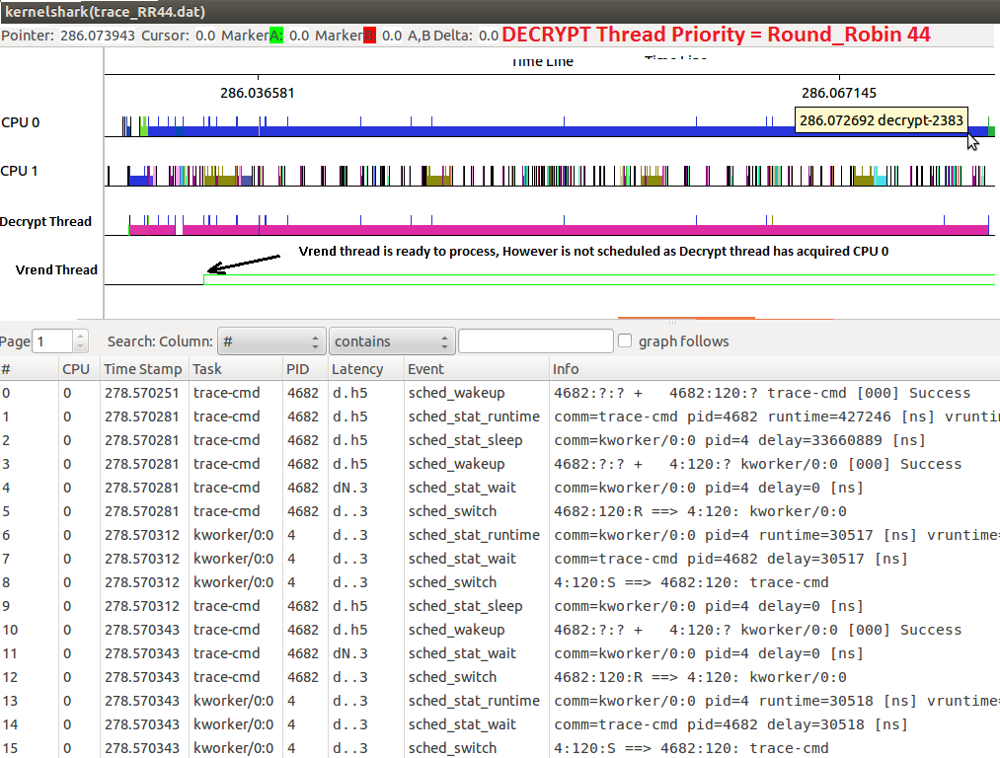 kernelshark(trace_RR44.dat)
Pointer: 286.073943 Cursor: 0.0 Marker A: 0.0 Marker B: 0.0 A,B Delta: 0.0 DECRYPT Thread Priority = Round_Robin 44
Time Line Time Line
286.036581 286.067145
CPU 0
286.072692 decrypt-2383
CPU 1
Decrypt Thread
Vrend thread is ready to process, However is not scheduled as Decrypt thread has acquired CPU 0
Vrend Thread
Page 1 Search: Column: # contains graph follows
# CPU Time Stamp Task PID Latency Event Info
0 0 278.570251 trace-cmd 4682 d.h5 sched_wakeup 4682:?:? + 4682:120:? trace-cmd [000] Success
1 0 278.570281 trace-cmd 4682 d.h5 sched_stat_runtime comm=trace-cmd pid=4682 runtime=427246 [ns] vrunti
2 0 278.570281 trace-cmd 4682 d.h5 sched_stat_sleep comm=kworker/0:0 pid=4 delay=33660889 [ns]
3 0 278.570281 trace-cmd 4682 d.h5 sched_wakeup 4682:?:? + 4:120:? kworker/0:0 [000] Success
4 0 278.570281 trace-cmd 4682 dN.3 sched_stat_wait comm=kworker/0:0 pid=4 delay=0 [ns]
5 0 278.570281 trace-cmd 4682 d..3 sched_switch 4682:120:R ==> 4:120: kworker/0:0
6 0 278.570312 kworker/0:0 4 d..3 sched_stat_runtime comm=kworker/0:0 pid=4 runtime=30517 [ns] vruntime=
7 0 278.570312 kworker/0:0 4 d..3 sched_stat_wait comm=trace-cmd pid=4682 delay=30517 [ns]
8 0 278.570312 kworker/0:0 4 d..3 sched_switch 4:120:S ==> 4682:120: trace-cmd
9 0 278.570312 trace-cmd 4682 d.h5 sched_stat_sleep comm=kworker/0:0 pid=4 delay=0 [ns]
10 0 278.570343 trace-cmd 4682 d.h5 sched_wakeup 4682:?:? + 4:120:? kworker/0:0 [000] Success
11 0 278.570343 trace-cmd 4682 dN.3 sched_stat_wait comm=kworker/0:0 pid=4 delay=0 [ns]
12 0 278.570343 trace-cmd 4682 d..3 sched_switch 4682:120:R ==> 4:120: kworker/0:0
13 0 278.570343 kworker/0:0 4 d..3 sched_stat_runtime comm=kworker/0:0 pid=4 runtime=30518 [ns] vruntime=
14 0 278.570343 kworker/0:0 4 d..3 sched_stat_wait comm=trace-cmd pid=4682 delay=30518 [ns]
15 0 278.570343 kworker/0:0 4 d..3 sched_switch 4:120:S ==> 4682:120: trace-cmd